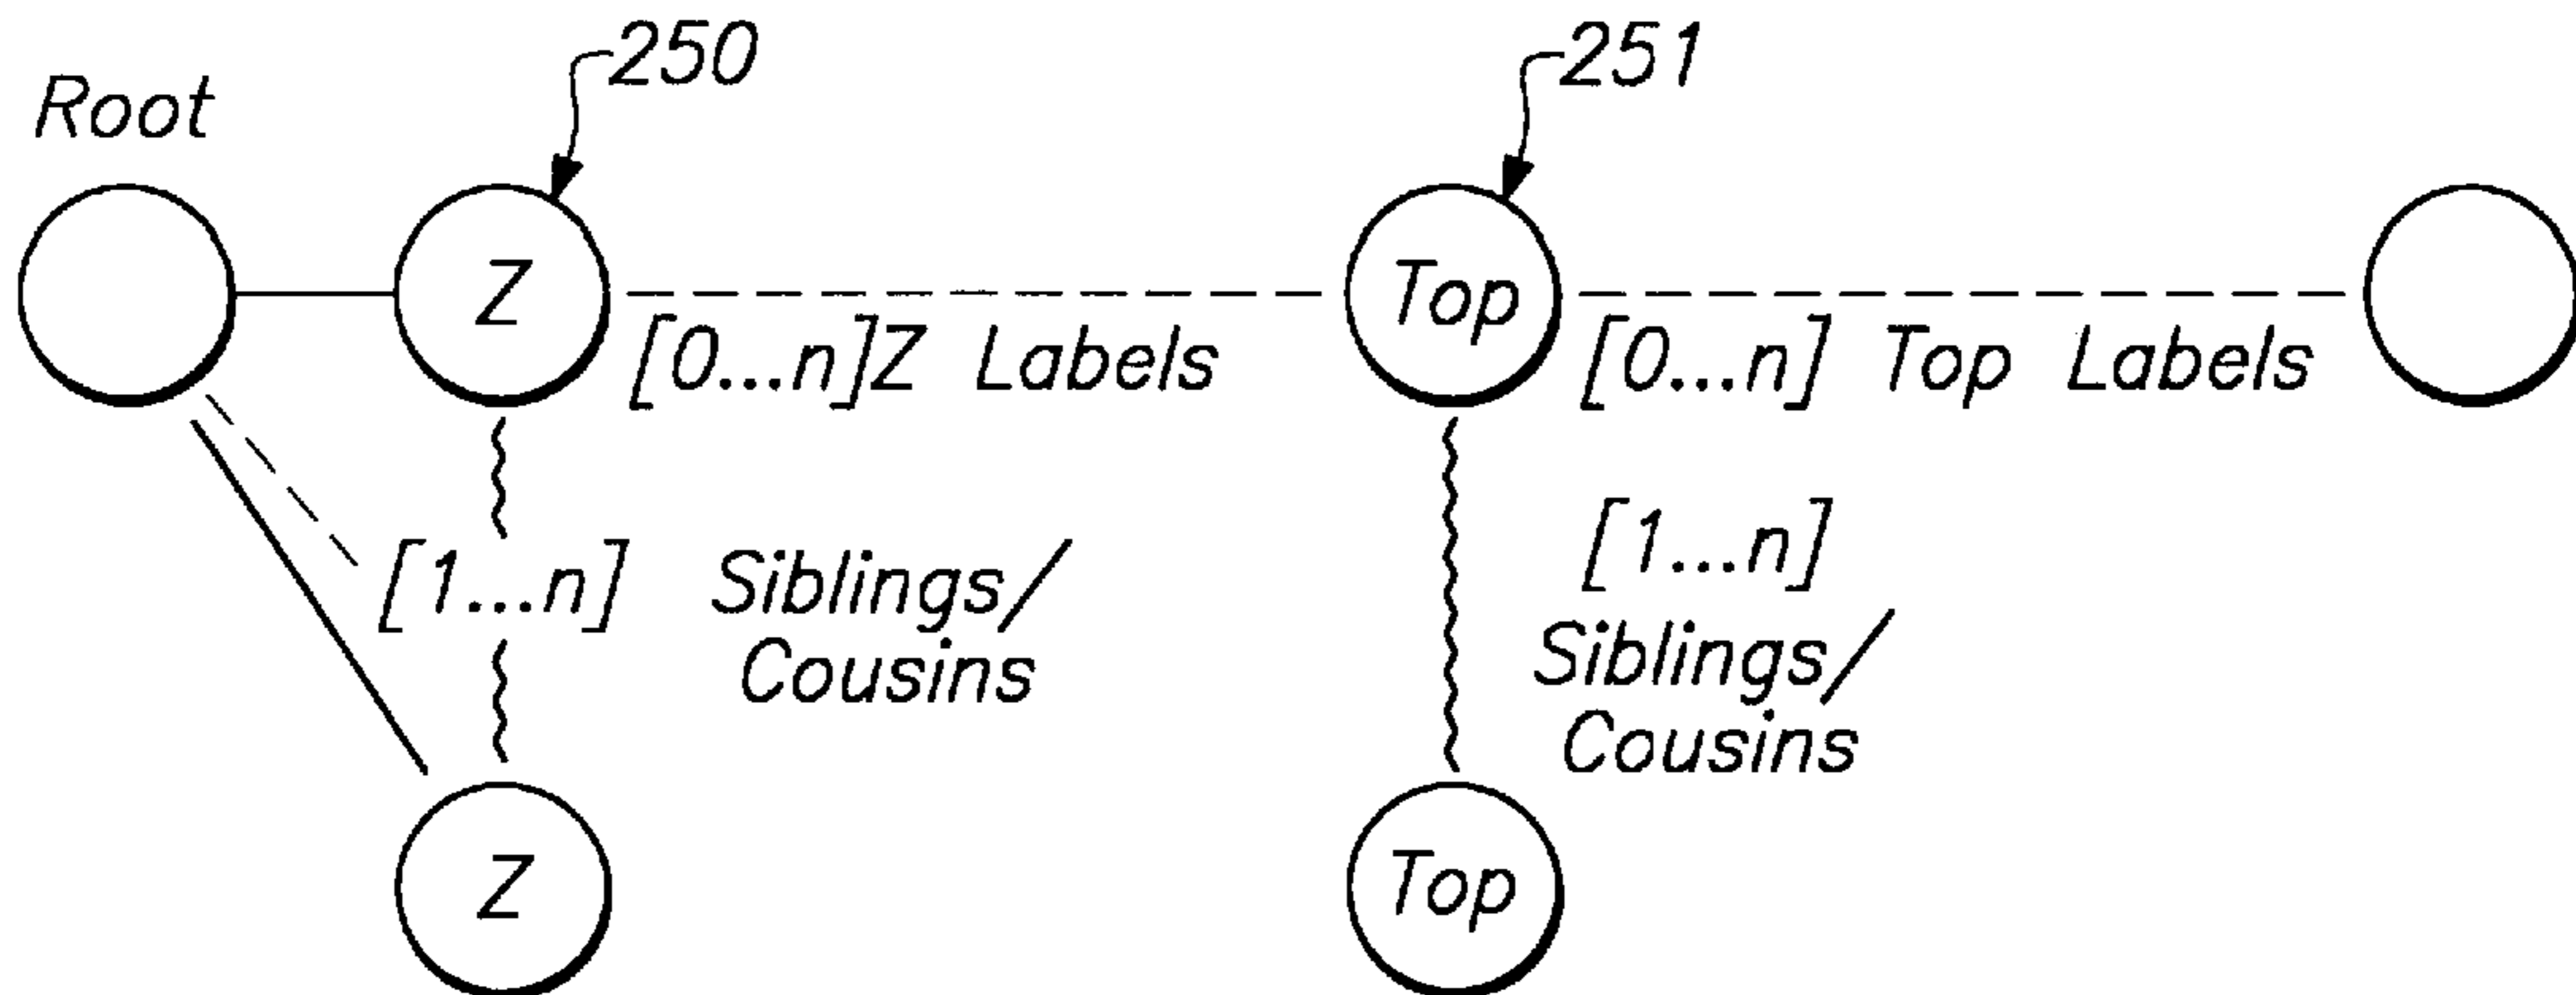 250
251
Root
Z
Top
[0...n]Z Labels
[0...n] Top Labels
[1...n] Siblings/
Cousins
[1...n]
Siblings/
Cousins
Z
Top